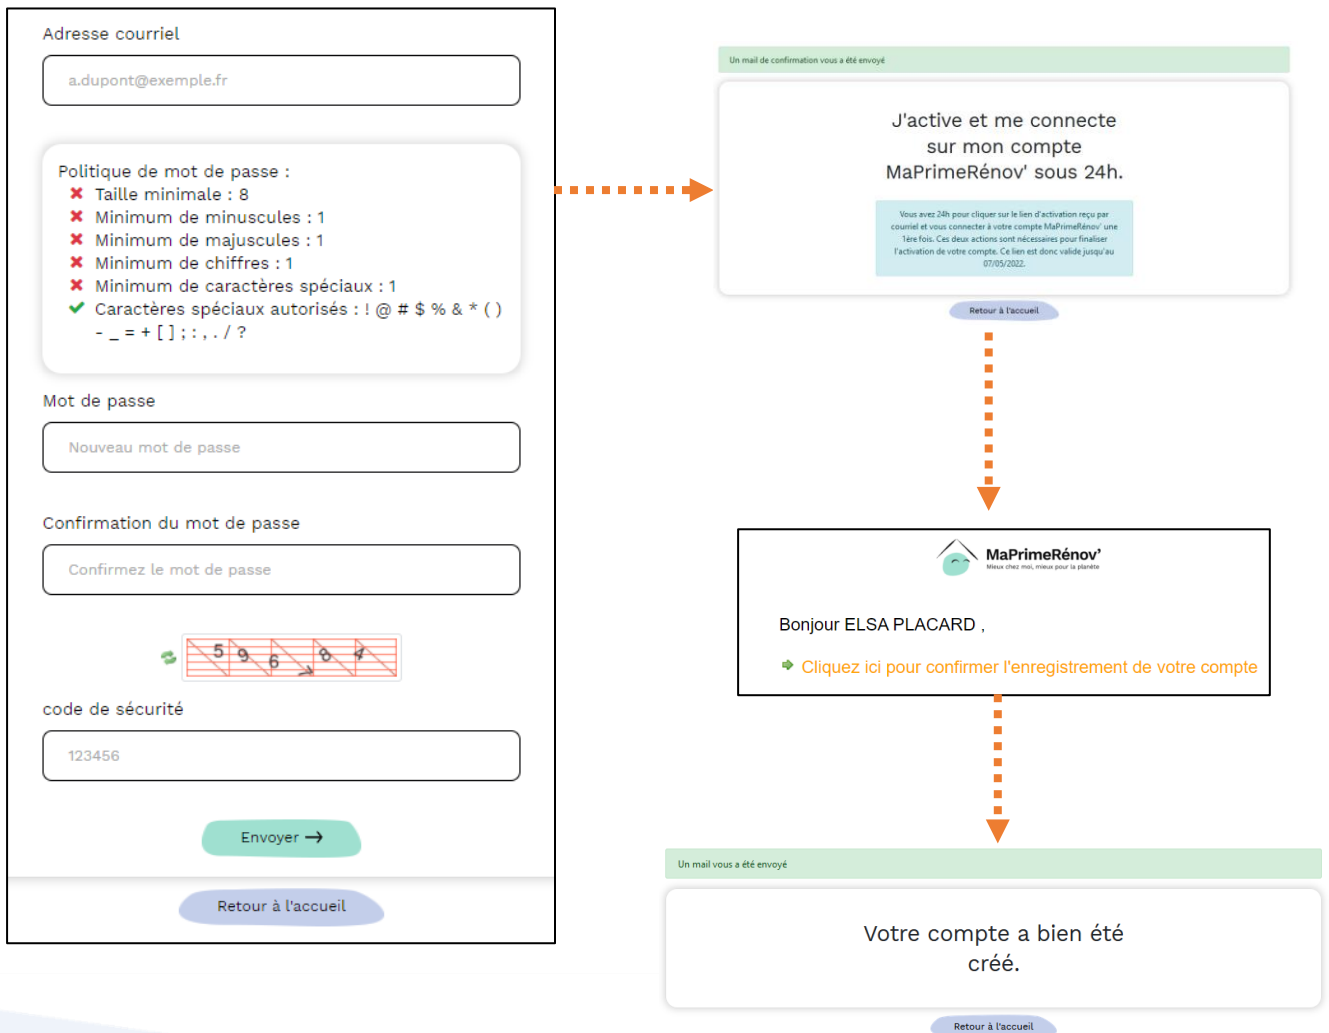 Adresse courriel
a.dupont@exemple.fr
Politique de mot de passe :
Taille minimale : 8
Minimum de minuscules : 1
Minimum de majuscules : 1
Minimum de chiffres : 1
Minimum de caractères spéciaux : 1
Caractères spéciaux autorisés : ! @ # $ % & * ( )
- _ = + [ ] ; : , . / ?
Mot de passe
Nouveau mot de passe
Confirmation du mot de passe
Confirmez le mot de passe
5 9 6 8 4
code de sécurité
123456
Envoyer →
Retour à l'accueil
Un mail de confirmation vous a été envoyé
J'active et me connecte
sur mon compte
MaPrimeRénov' sous 24h.
Vous avez 24h pour cliquer sur le lien d'activation reçu par
courriel et vous connecter à votre compte MaPrimeRénov' une
1ère fois. Ces deux actions sont nécessaires pour finaliser
l'activation de votre compte. Ce lien est donc valide jusqu'au
07/05/2022.
Retour à l'accueil
MaPrimeRénov'
Mieux chez moi, mieux pour la planète
Bonjour ELSA PLACARD ,
Cliquez ici pour confirmer l'enregistrement de votre compte
Un mail vous a été envoyé
Votre compte a bien été
créé.
Retour à l'accueil